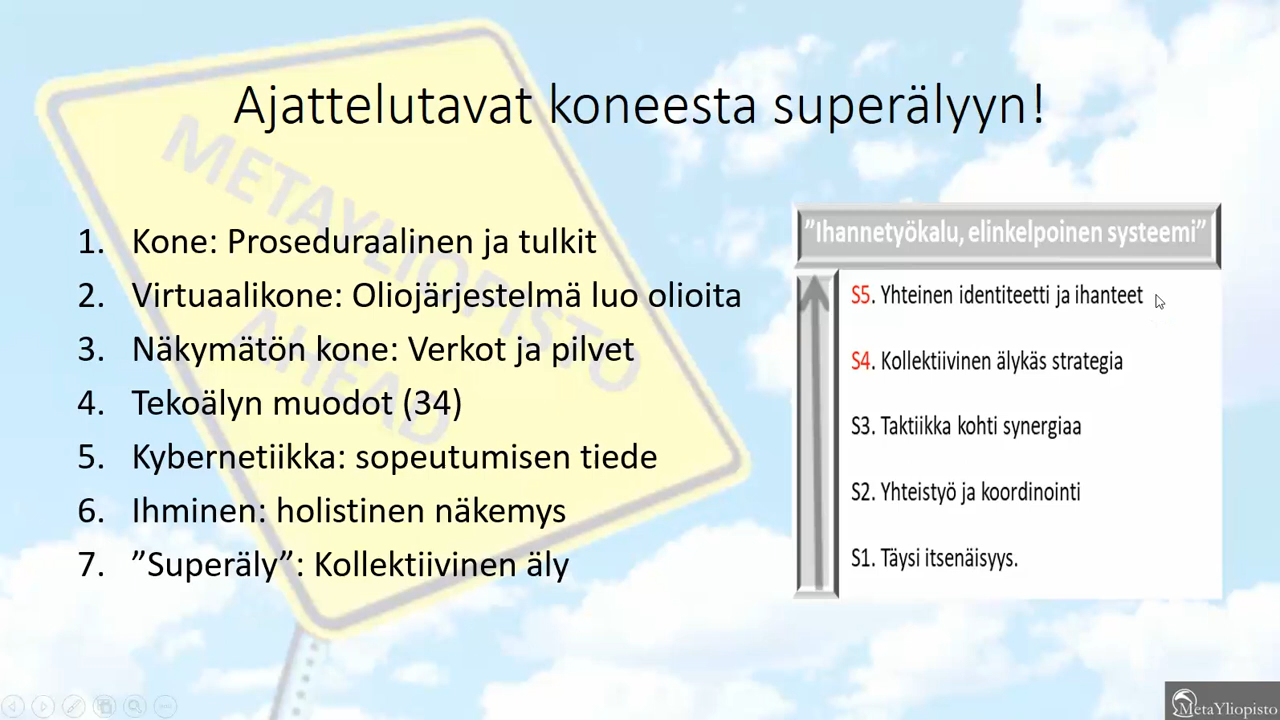 Ajattelutavat koneesta superälyyn!
METAYLIOPISTO
AHEAD
1. Kone: Proseduraalinen ja tulkit
2. Virtuaalikone: Oliojärjestelmä luo olioita
3. Näkymätön kone: Verkot ja pilvet
4. Tekoälyn muodot (34)
5. Kybernetiikka: sopeutumisen tiede
6. Ihminen: holistinen näkemys
7. ”Superäly”: Kollektiivinen äly
”Ihannetyökalu, elinkelpoinen systeemi”
S5. Yhteinen identiteetti ja ihanteet
S4. Kollektiivinen älykäs strategia
S3. Taktiikka kohti synergiaa
S2. Yhteistyö ja koordinointi
S1. Täysi itsenäisyys.
MetaYliopisto